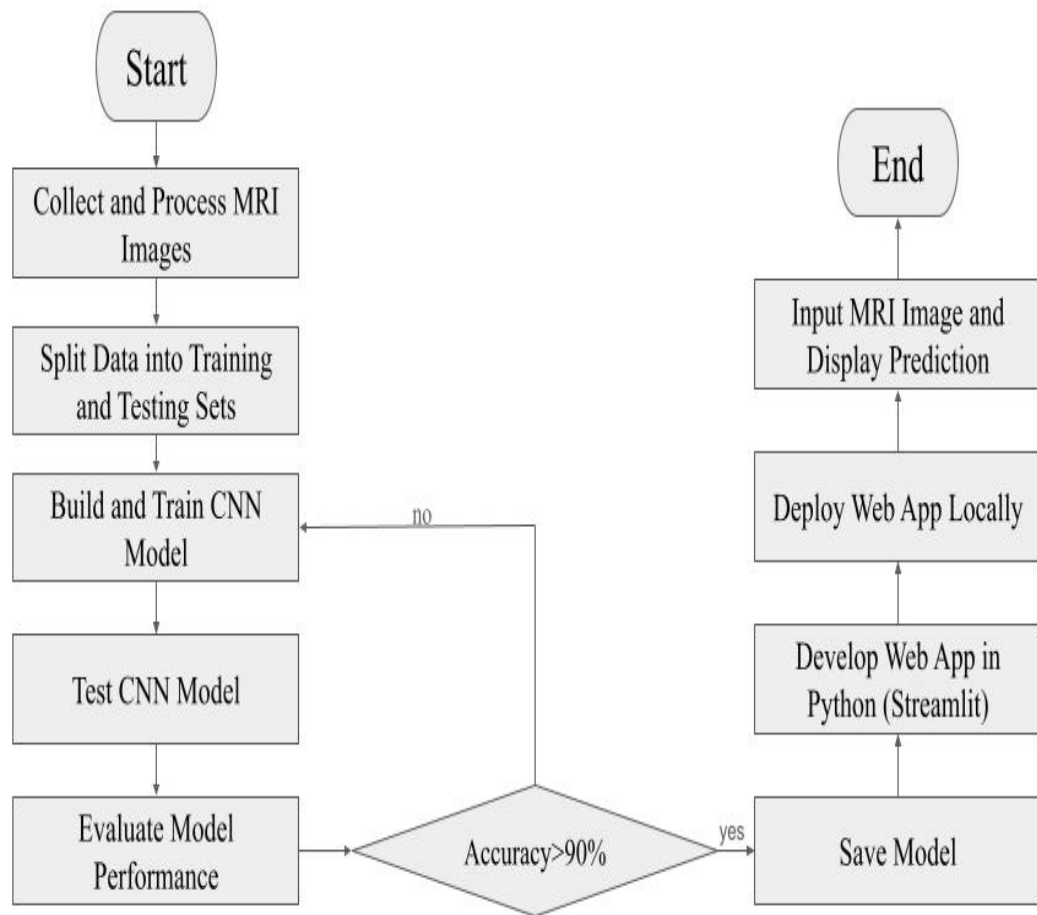 Start
Collect and Process MRI
Images
Split Data into Training
and Testing Sets
Build and Train CNN
Model
Test CNN Model
Evaluate Model
Performance
no
Accuracy>90%
yes
Save Model
Develop Web App in
Python (Streamlit)
Deploy Web App Locally
Input MRI Image and
Display Prediction
End